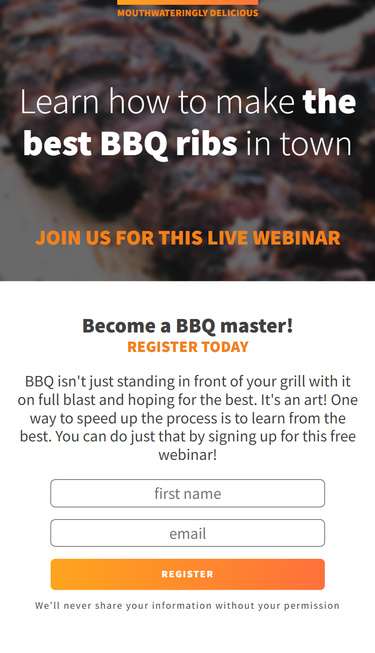 MOUTHWATERINGLY DELICIOUS
Learn how to make the
best BBQ ribs in town
JOIN US FOR THIS LIVE WEBINAR
Become a BBQ master!
REGISTER TODAY
BBQ isn't just standing in front of your grill with it
on full blast and hoping for the best. It's an art! One
way to speed up the process is to learn from the
best. You can do just that by signing up for this free
webinar!
first name
email
REGISTER
We'll never share your information without your permission